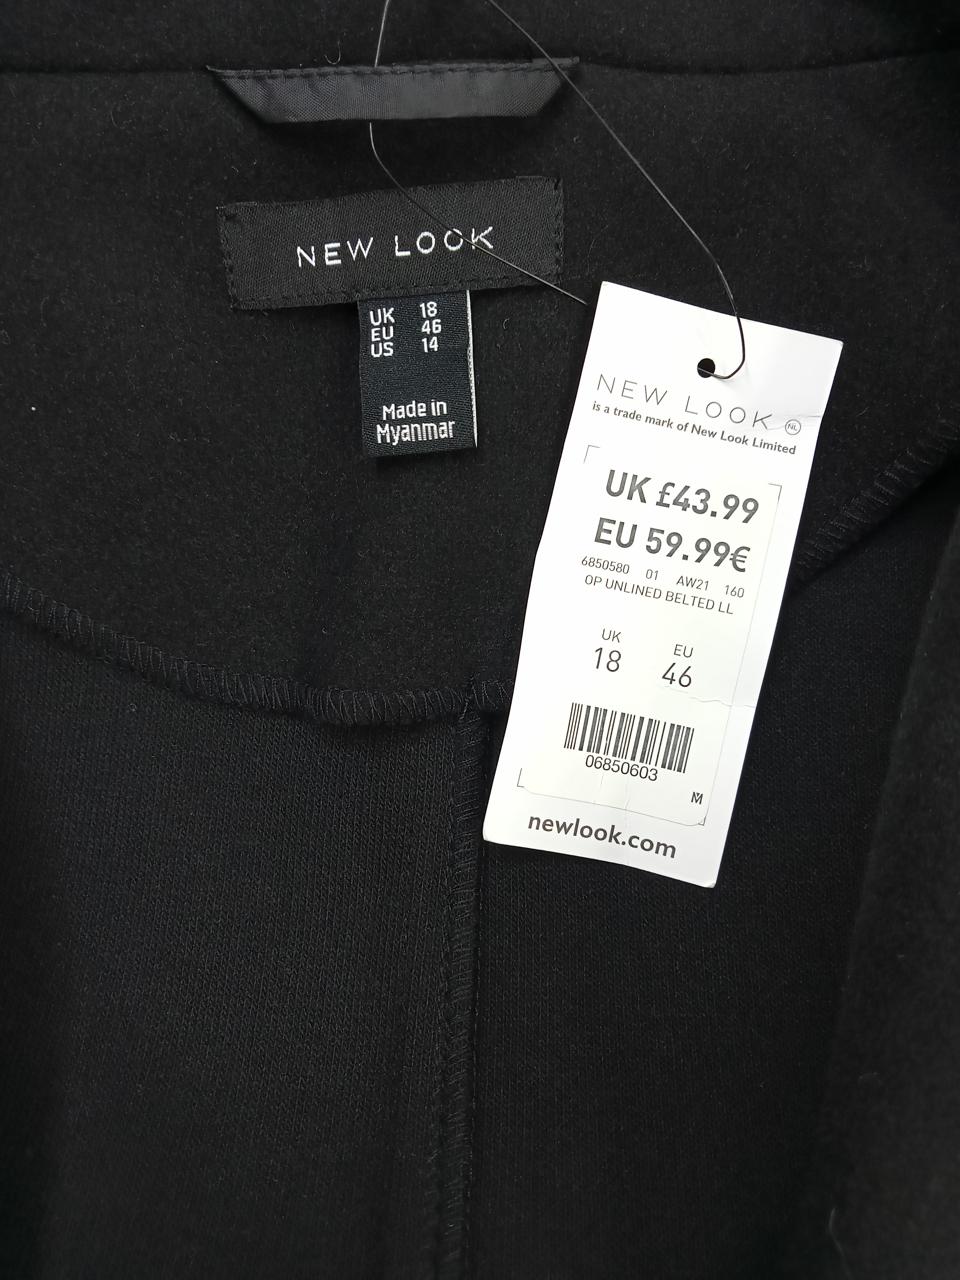 NEW LOOK
UK 18
EU 46
US 14
Made in
Myanmar
NEW LOOK NL
is a trade mark of New Look Limited
UK £43.99
EU 59.99€
6850580 01 AW21 160
OP UNLINED BELTED LL
UK EU
18 46
06850603
M
newlook.com